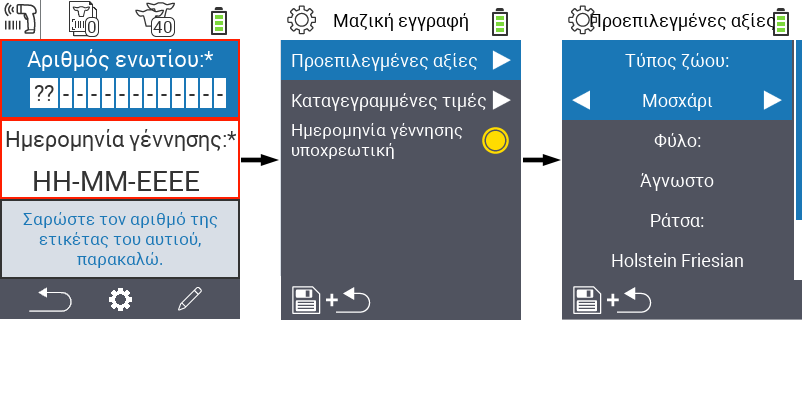 0
40
Αριθμός ενωτίου:*
??-----------
Ημερομηνία γέννησης:*
ΗΗ-ΜΜ-ΕΕΕΕ
Σαρώστε τον αριθμό της
ετικέτας του αυτιού,
παρακαλώ.
Μαζική εγγραφή
Προεπιλεγμένες αξίες
Καταγεγραμμένες τιμές
Ημερομηνία γέννησης
υποχρεωτική
+
Προεπιλεγμένες αξίες
Τύπος ζώου:
Μοσχάρι
Φύλο:
Άγνωστο
Ράτσα:
Holstein Friesian
+